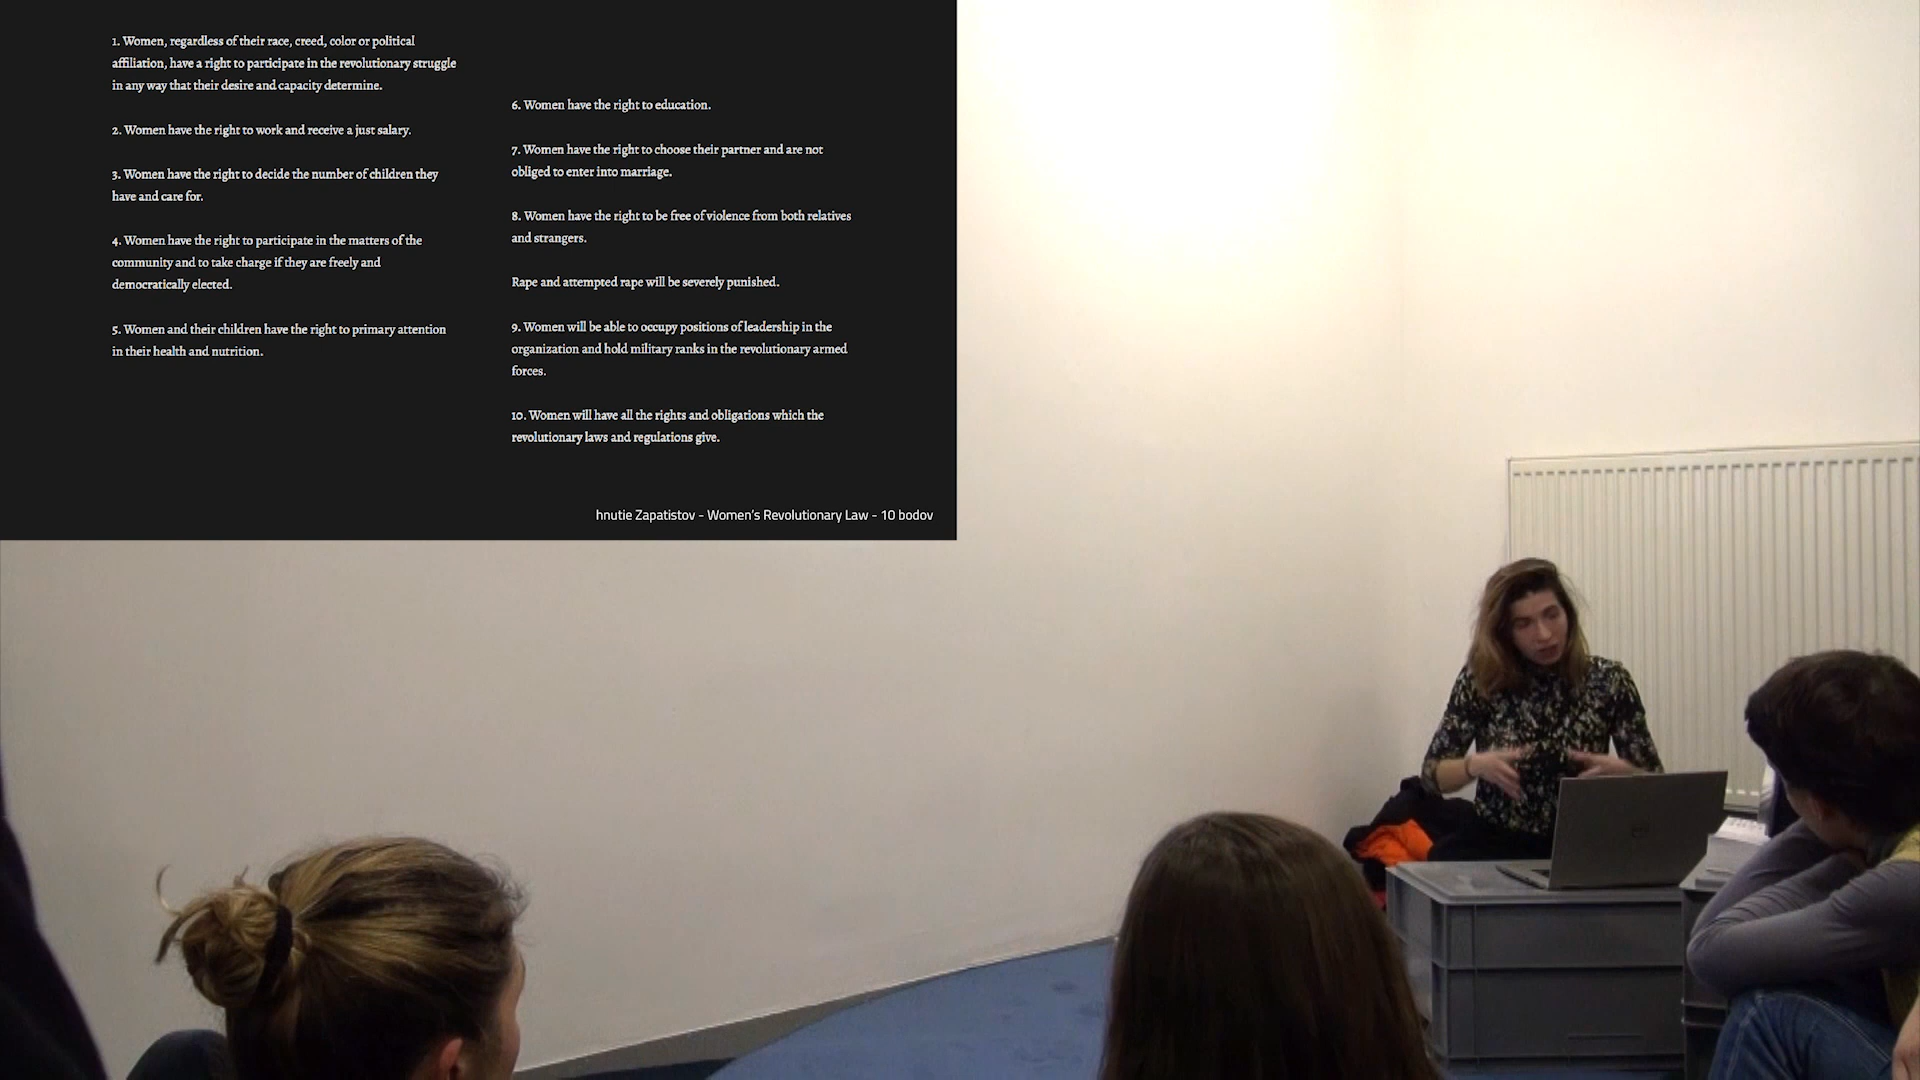 1. Women, regardless of their race, creed, color or political
affiliation, have a right to participate in the revolutionary struggle
in any way that their desire and capacity determine.
2. Women have the right to work and receive a just salary.
3. Women have the right to decide the number of children they
have and care for.
4. Women have the right to participate in the matters of the
community and to take charge if they are freely and
democratically elected.
5. Women and their children have the right to primary attention
in their health and nutrition.
6. Women have the right to education.
7. Women have the right to choose their partner and are not
obliged to enter into marriage.
8. Women have the right to be free of violence from both relatives
and strangers.
Rape and attempted rape will be severely punished.
9. Women will be able to occupy positions of leadership in the
organization and hold military ranks in the revolutionary armed
forces.
10. Women will have all the rights and obligations which the
revolutionary laws and regulations give.
hnutie Zapatistov - Women's Revolutionary Law - 10 bodov